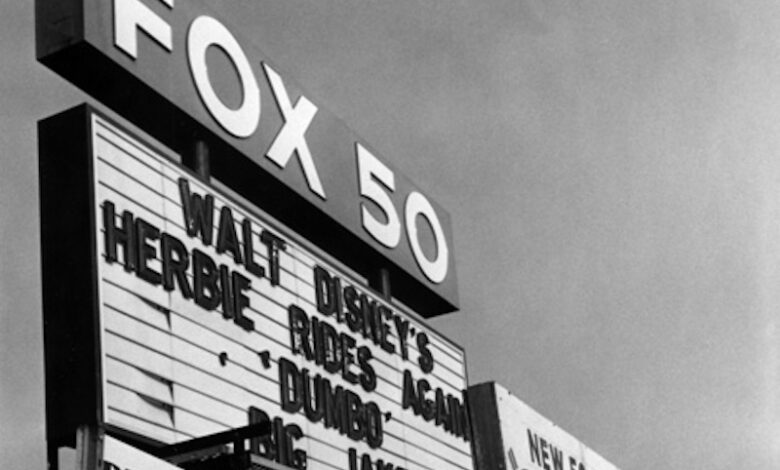 FOX 50
WALT DISNEY'S
HERBIE RIDES AGAIN
"DUMBO"
BIG
NEW